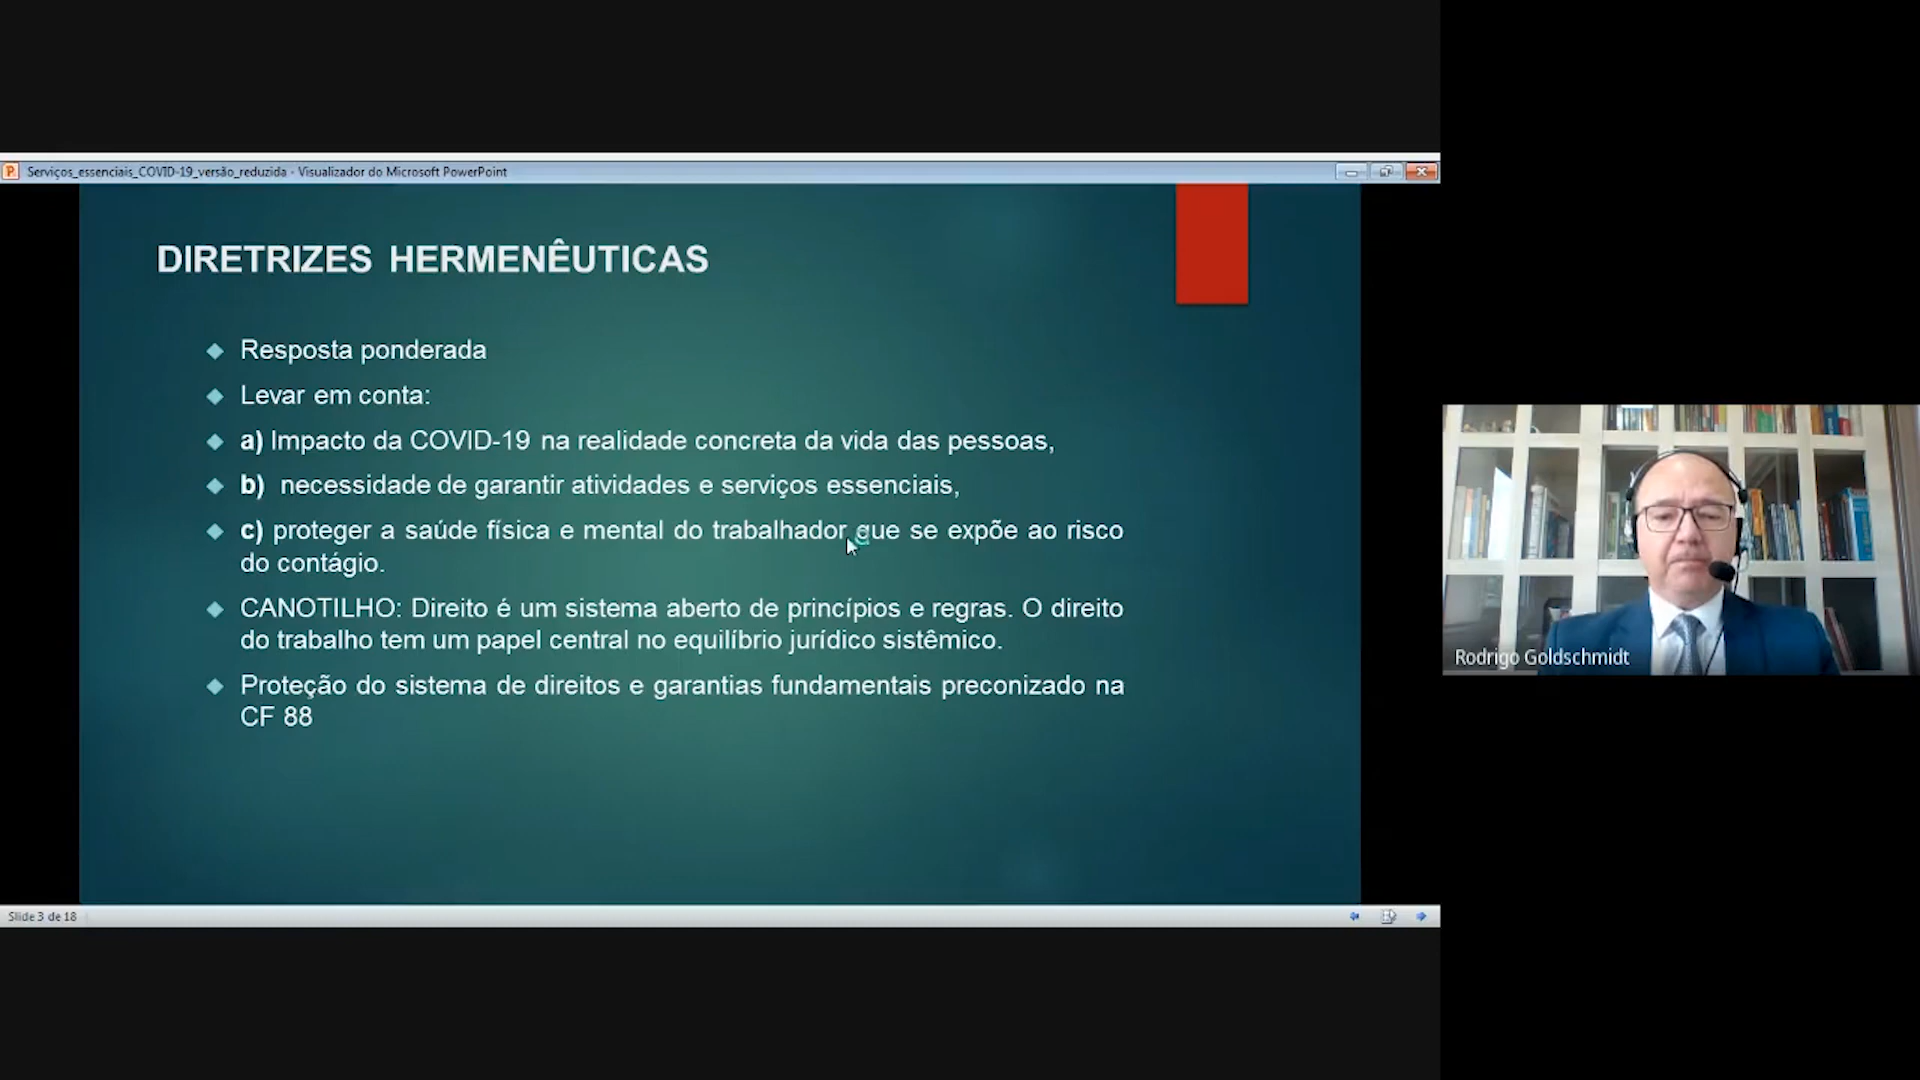 Serviços_essenciais_COVID-19_versão_reduzida - Visualizador do Microsoft PowerPoint
DIRETRIZES HERMENÊUTICAS
Resposta ponderada
Levar em conta:
a) Impacto da COVID-19 na realidade concreta da vida das pessoas,
b) necessidade de garantir atividades e serviços essenciais,
c) proteger a saúde física e mental do trabalhador que se expõe ao risco
do contágio.
CANOTILHO: Direito é um sistema aberto de princípios e regras. O direito
do trabalho tem um papel central no equilíbrio jurídico sistêmico.
Proteção do sistema de direitos e garantias fundamentais preconizado na
CF 88
Rodrigo Goldschmidt
Slide 3 de 18